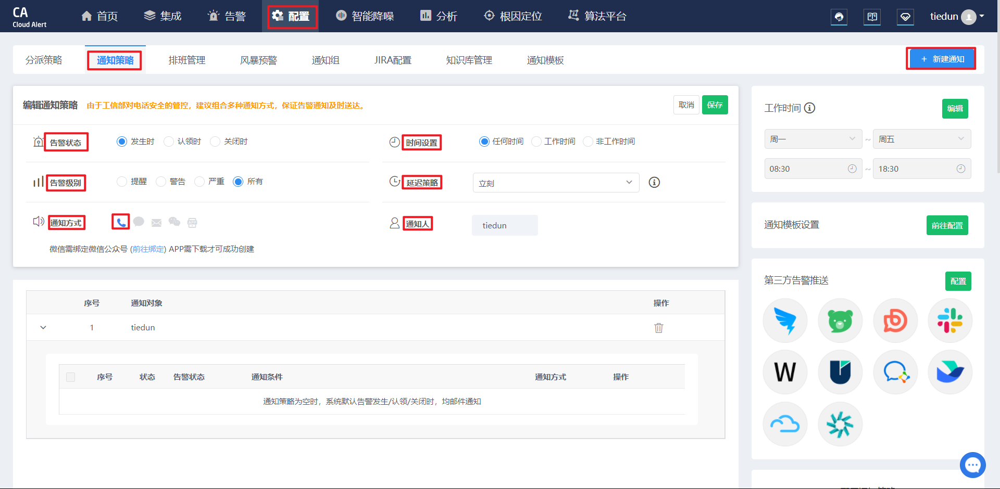 CA
Cloud Alert
首页
集成
告警
配置
智能降噪
分析
根因定位
算法平台
tiedun
分派策略
通知策略
排班管理
风暴预警
通知组
JIRA配置
知识库管理
通知模板
+ 新建通知
编辑通知策略 由于工信部对电话安全的管控，建议组合多种通知方式，保证告警通知及时送达。
取消 保存
告警状态 发生时 认领时 关闭时
时间设置 任何时间 工作时间 非工作时间
告警级别 提醒 警告 严重 所有
延迟策略 立刻
通知方式 APP
通知人 tiedun
微信需绑定微信公众号 (前往绑定) APP需下载才可成功创建
序号 通知对象 操作
1 tiedun
序号 状态 告警状态 通知条件 通知方式 操作
通知策略为空时，系统默认告警发生/认领/关闭时，均邮件通知
工作时间 编辑
周一 ~ 周五
08:30 ~ 18:30
通知模板设置 前往配置
第三方告警推送 配置
W